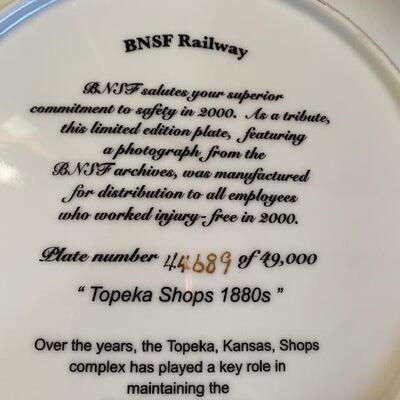 BNSF Railway
BNSF salutes your superior
commitment to safety in 2000. As a tribute,
this limited edition plate, featuring
a photograph from the
BNSF archives, was manufactured
for distribution to all employees
who worked injury-free in 2000.
Plate number 44689 of 49,000
" Topeka Shops 1880s "
Over the years, the Topeka, Kansas, Shops
complex has played a key role in
maintaining the